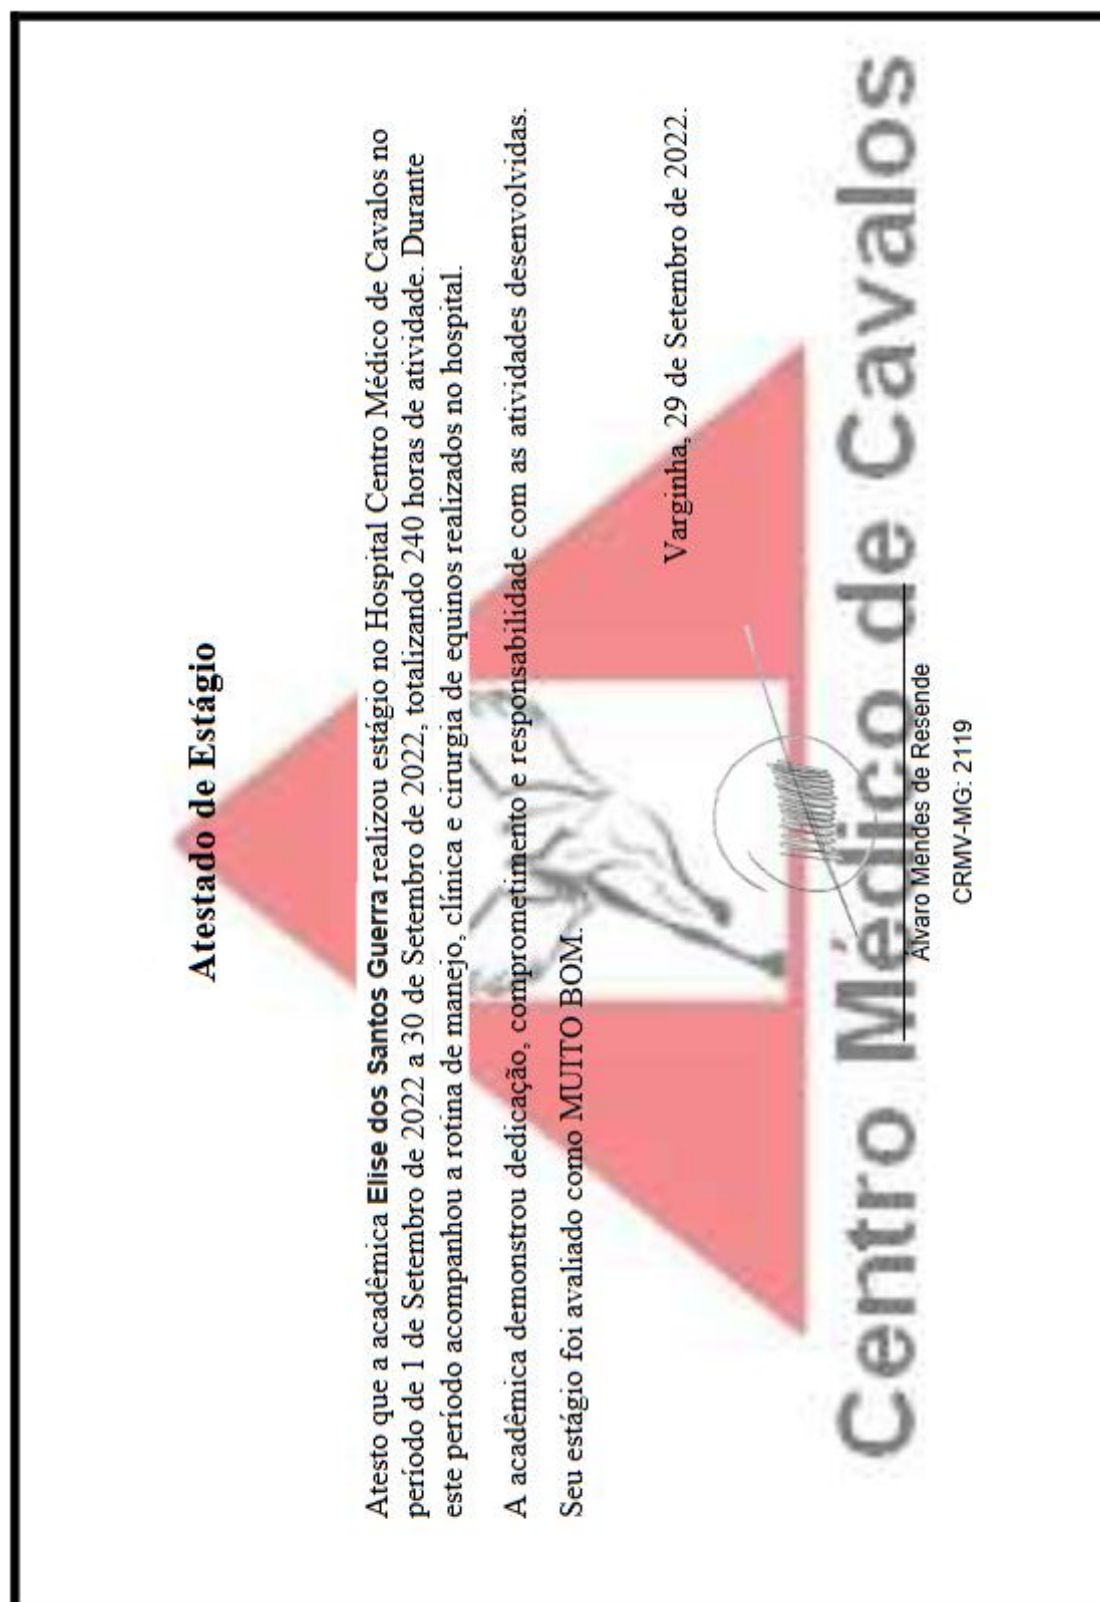 Atestado de Estágio
Atesto que a acadêmica Elise dos Santos Guerra realizou estágio no Hospital Centro Médico de Cavalos no
período de 1 de Setembro de 2022 a 30 de Setembro de 2022, totalizando 240 horas de atividade. Durante
este período acompanhou a rotina de manejo, clínica e cirurgia de equinos realizados no hospital.
A acadêmica demonstrou dedicação, comprometimento e responsabilidade com as atividades desenvolvidas.
Seu estágio foi avaliado como MUITO BOM.
Varginha, 29 de Setembro de 2022.
Centro Médico de Cavalos
Alvaro Mendes de Resende
CRMV-MG: 2119